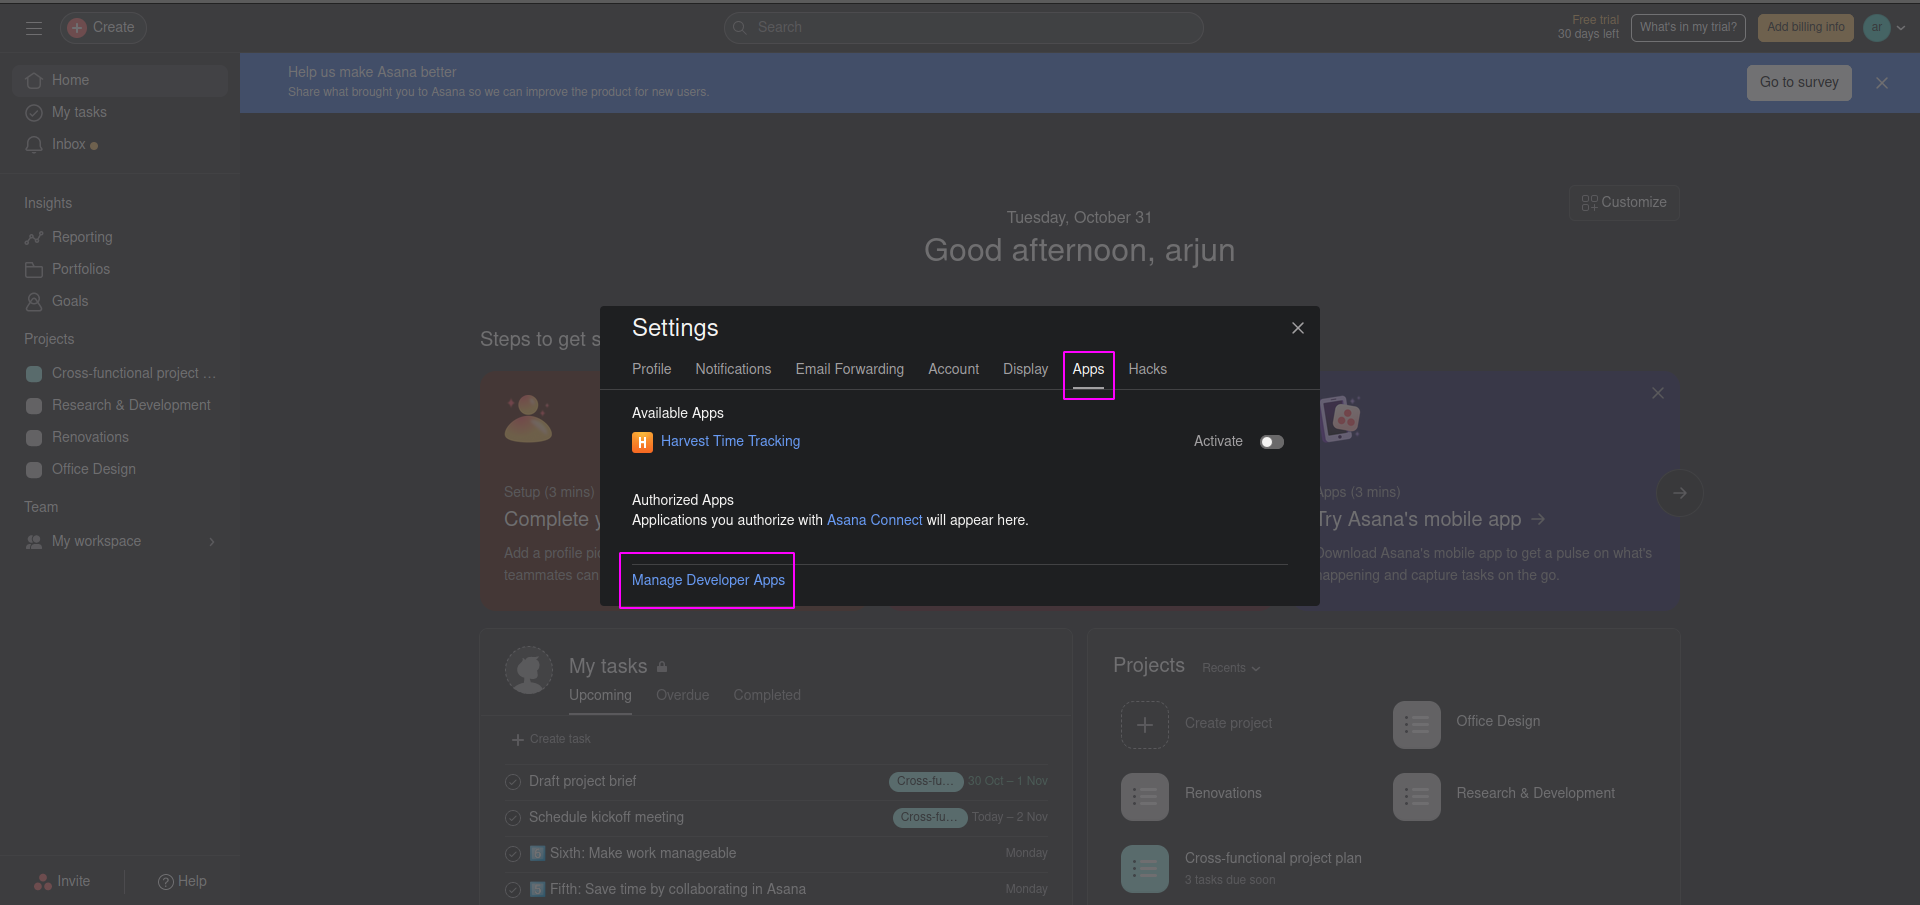 Create
Search
Free trial
30 days left
What's in my trial?
Add billing info
ar
Home
My tasks
Inbox
Insights
Reporting
Portfolios
Goals
Projects
Cross-functional project ...
Research & Development
Renovations
Office Design
Team
My workspace
Invite
Help
Help us make Asana better
Share what brought you to Asana so we can improve the product for new users.
Go to survey
Tuesday, October 31
Good afternoon, arjun
Customize
Steps to get s
Settings
Profile Notifications Email Forwarding Account Display Apps Hacks
Available Apps
H Harvest Time Tracking Activate
Authorized Apps
Applications you authorize with Asana Connect will appear here.
Manage Developer Apps
Setup (3 mins)
Complete y
Add a profile pi
teammates can
Apps (3 mins)
Try Asana's mobile app
Download Asana's mobile app to get a pulse on what's
happening and capture tasks on the go.
My tasks
Upcoming Overdue Completed
Create task
Draft project brief Cross-fu... 30 Oct – 1 Nov
Schedule kickoff meeting Cross-fu... Today – 2 Nov
Sixth: Make work manageable Monday
Fifth: Save time by collaborating in Asana Monday
Projects Recents
Create project
Office Design
Renovations
Research & Development
Cross-functional project plan
3 tasks due soon